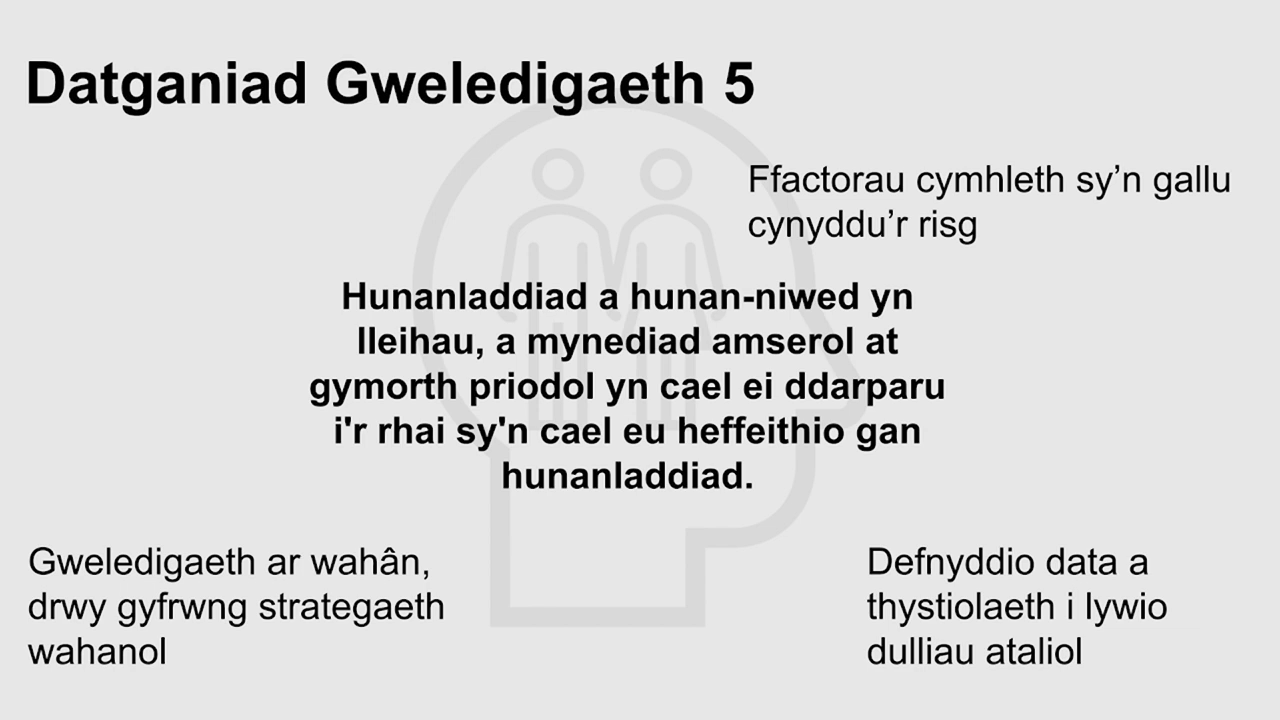 Datganiad Gweledigaeth 5
Ffactorau cymhleth sy’n gallu
cynyddu’r risg
Hunanladdiad a hunan-niwed yn
lleihau, a mynediad amserol at
gymorth priodol yn cael ei ddarparu
i'r rhai sy'n cael eu heffeithio gan
hunanladdiad.
Gweledigaeth ar wahân,
drwy gyfrwng strategaeth
wahanol
Defnyddio data a
thystiolaeth i lywio
dulliau ataliol